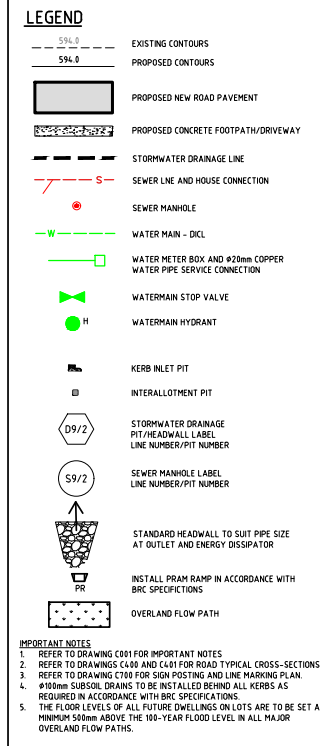 LEGEND
594.0
EXISTING CONTOURS
594.0
PROPOSED CONTOURS
PROPOSED NEW ROAD PAVEMENT
PROPOSED CONCRETE FOOTPATH/DRIVEWAY
STORMWATER DRAINAGE LINE
S
SEWER LNE AND HOUSE CONNECTION
SEWER MANHOLE
W
WATER MAIN - DICL
WATER METER BOX AND Ø20mm COPPER
WATER PIPE SERVICE CONNECTION
WATERMAIN STOP VALVE
H
WATERMAIN HYDRANT
KERB INLET PIT
INTERALLOTMENT PIT
D9/2
STORMWATER DRAINAGE
PIT/HEADWALL LABEL
LINE NUMBER/PIT NUMBER
S9/2
SEWER MANHOLE LABEL
LINE NUMBER/PIT NUMBER
STANDARD HEADWALL TO SUIT PIPE SIZE
AT OUTLET AND ENERGY DISSIPATOR
PR
INSTALL PRAM RAMP IN ACCORDANCE WITH
BRC SPECIFICTIONS
OVERLAND FLOW PATH
IMPORTANT NOTES
1. REFER TO DRAWING C001 FOR IMPORTANT NOTES
2. REFER TO DRAWINGS C400 AND C401 FOR ROAD TYPICAL CROSS-SECTIONS
3. REFER TO DRAWING C700 FOR SIGN POSTING AND LINE MARKING PLAN.
4. Ø100mm SUBSOIL DRAINS TO BE INSTALLED BEHIND ALL KERBS AS
REQUIRED IN ACCORDANCE WITH BRC SPECIFICTIONS.
5. THE FLOOR LEVELS OF ALL FUTURE DWELLINGS ON LOTS ARE TO BE SET A
MINIMUM 500mm ABOVE THE 100-YEAR FLOOD LEVEL IN ALL MAJOR
OVERLAND FLOW PATHS.